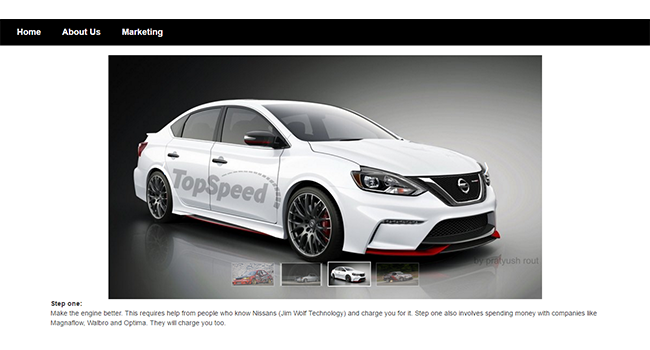 Home About Us Marketing
TopSpeed
by pratyush rout
Step one:
Make the engine better. This requires help from people who know Nissans (Jim Wolf Technology) and charge you for it. Step one also involves spending money with companies like
Magnaflow, Walbro and Optima. They will charge you too.